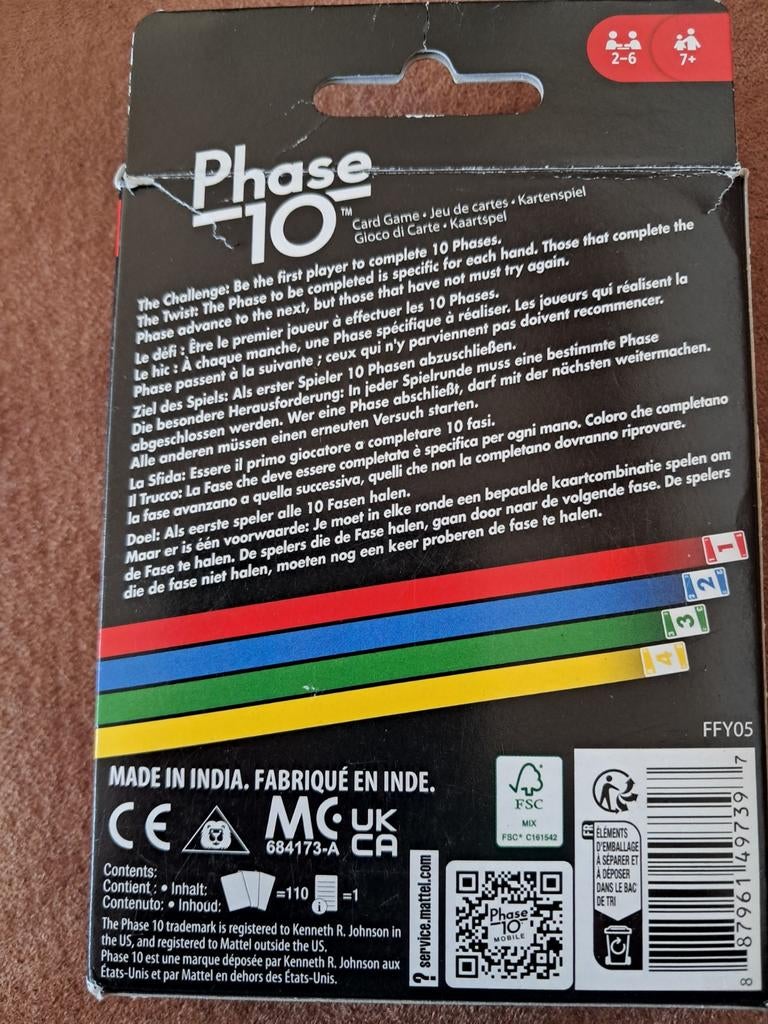 2-6
7+
Phase
10™
Card Game • Jeu de cartes • Kartenspiel
Gioco di Carte • Kaartspel
The Challenge: Be the first player to complete 10 Phases.
The Twist: The Phase to be completed is specific for each hand. Those that complete the
Phase advance to the next, but those that have not must try again.
Le défi : Être le premier joueur à effectuer les 10 Phases.
Le hic : À chaque manche, une Phase spécifique à réaliser. Les joueurs qui réalisent la
Phase passent à la suivante ; ceux qui n'y parviennent pas doivent recommencer.
Ziel des Spiels: Als erster Spieler 10 Phasen abzuschließen.
Die besondere Herausforderung: In jeder Spielrunde muss eine bestimmte Phase
abgeschlossen werden. Wer eine Phase abschließt, darf mit der nächsten weitermachen.
Alle anderen müssen einen erneuten Versuch starten.
La Sfida: Essere il primo giocatore a completare 10 fasi.
Il Trucco: La Fase che deve essere completata è specifica per ogni mano. Coloro che completano
la fase avanzano a quella successiva, quelli che non la completano dovranno riprovare.
Doel: Als eerste speler alle 10 Fasen halen.
Maar er is één voorwaarde: Je moet in elke ronde een bepaalde kaartcombinatie spelen om
de Fase te halen. De spelers die de Fase halen, gaan door naar de volgende fase. De spelers
die de fase niet halen, moeten nog een keer proberen de fase te halen.
1
2
3
4
FFY05
MADE IN INDIA. FABRIQUÉ EN INDE.
CE
MC
684173-A
UK
CA
FSC
MIX
FSC® C161542
FR
ÉLÉMENTS
D'EMBALLAGE
À SÉPARER ET
À DÉPOSER
DANS LE BAC
DE TRI
8 87961 49739 7
Contents:
Contient : • Inhalt:
Contenuto: • Inhoud:
=110
=1
The Phase 10 trademark is registered to Kenneth R. Johnson in
the US, and registered to Mattel outside the US.
Phase 10 est une marque déposée par Kenneth R. Johnson aux
États-Unis et par Mattel en dehors des États-Unis.
? service.mattel.com
Phase
10
MOBILE